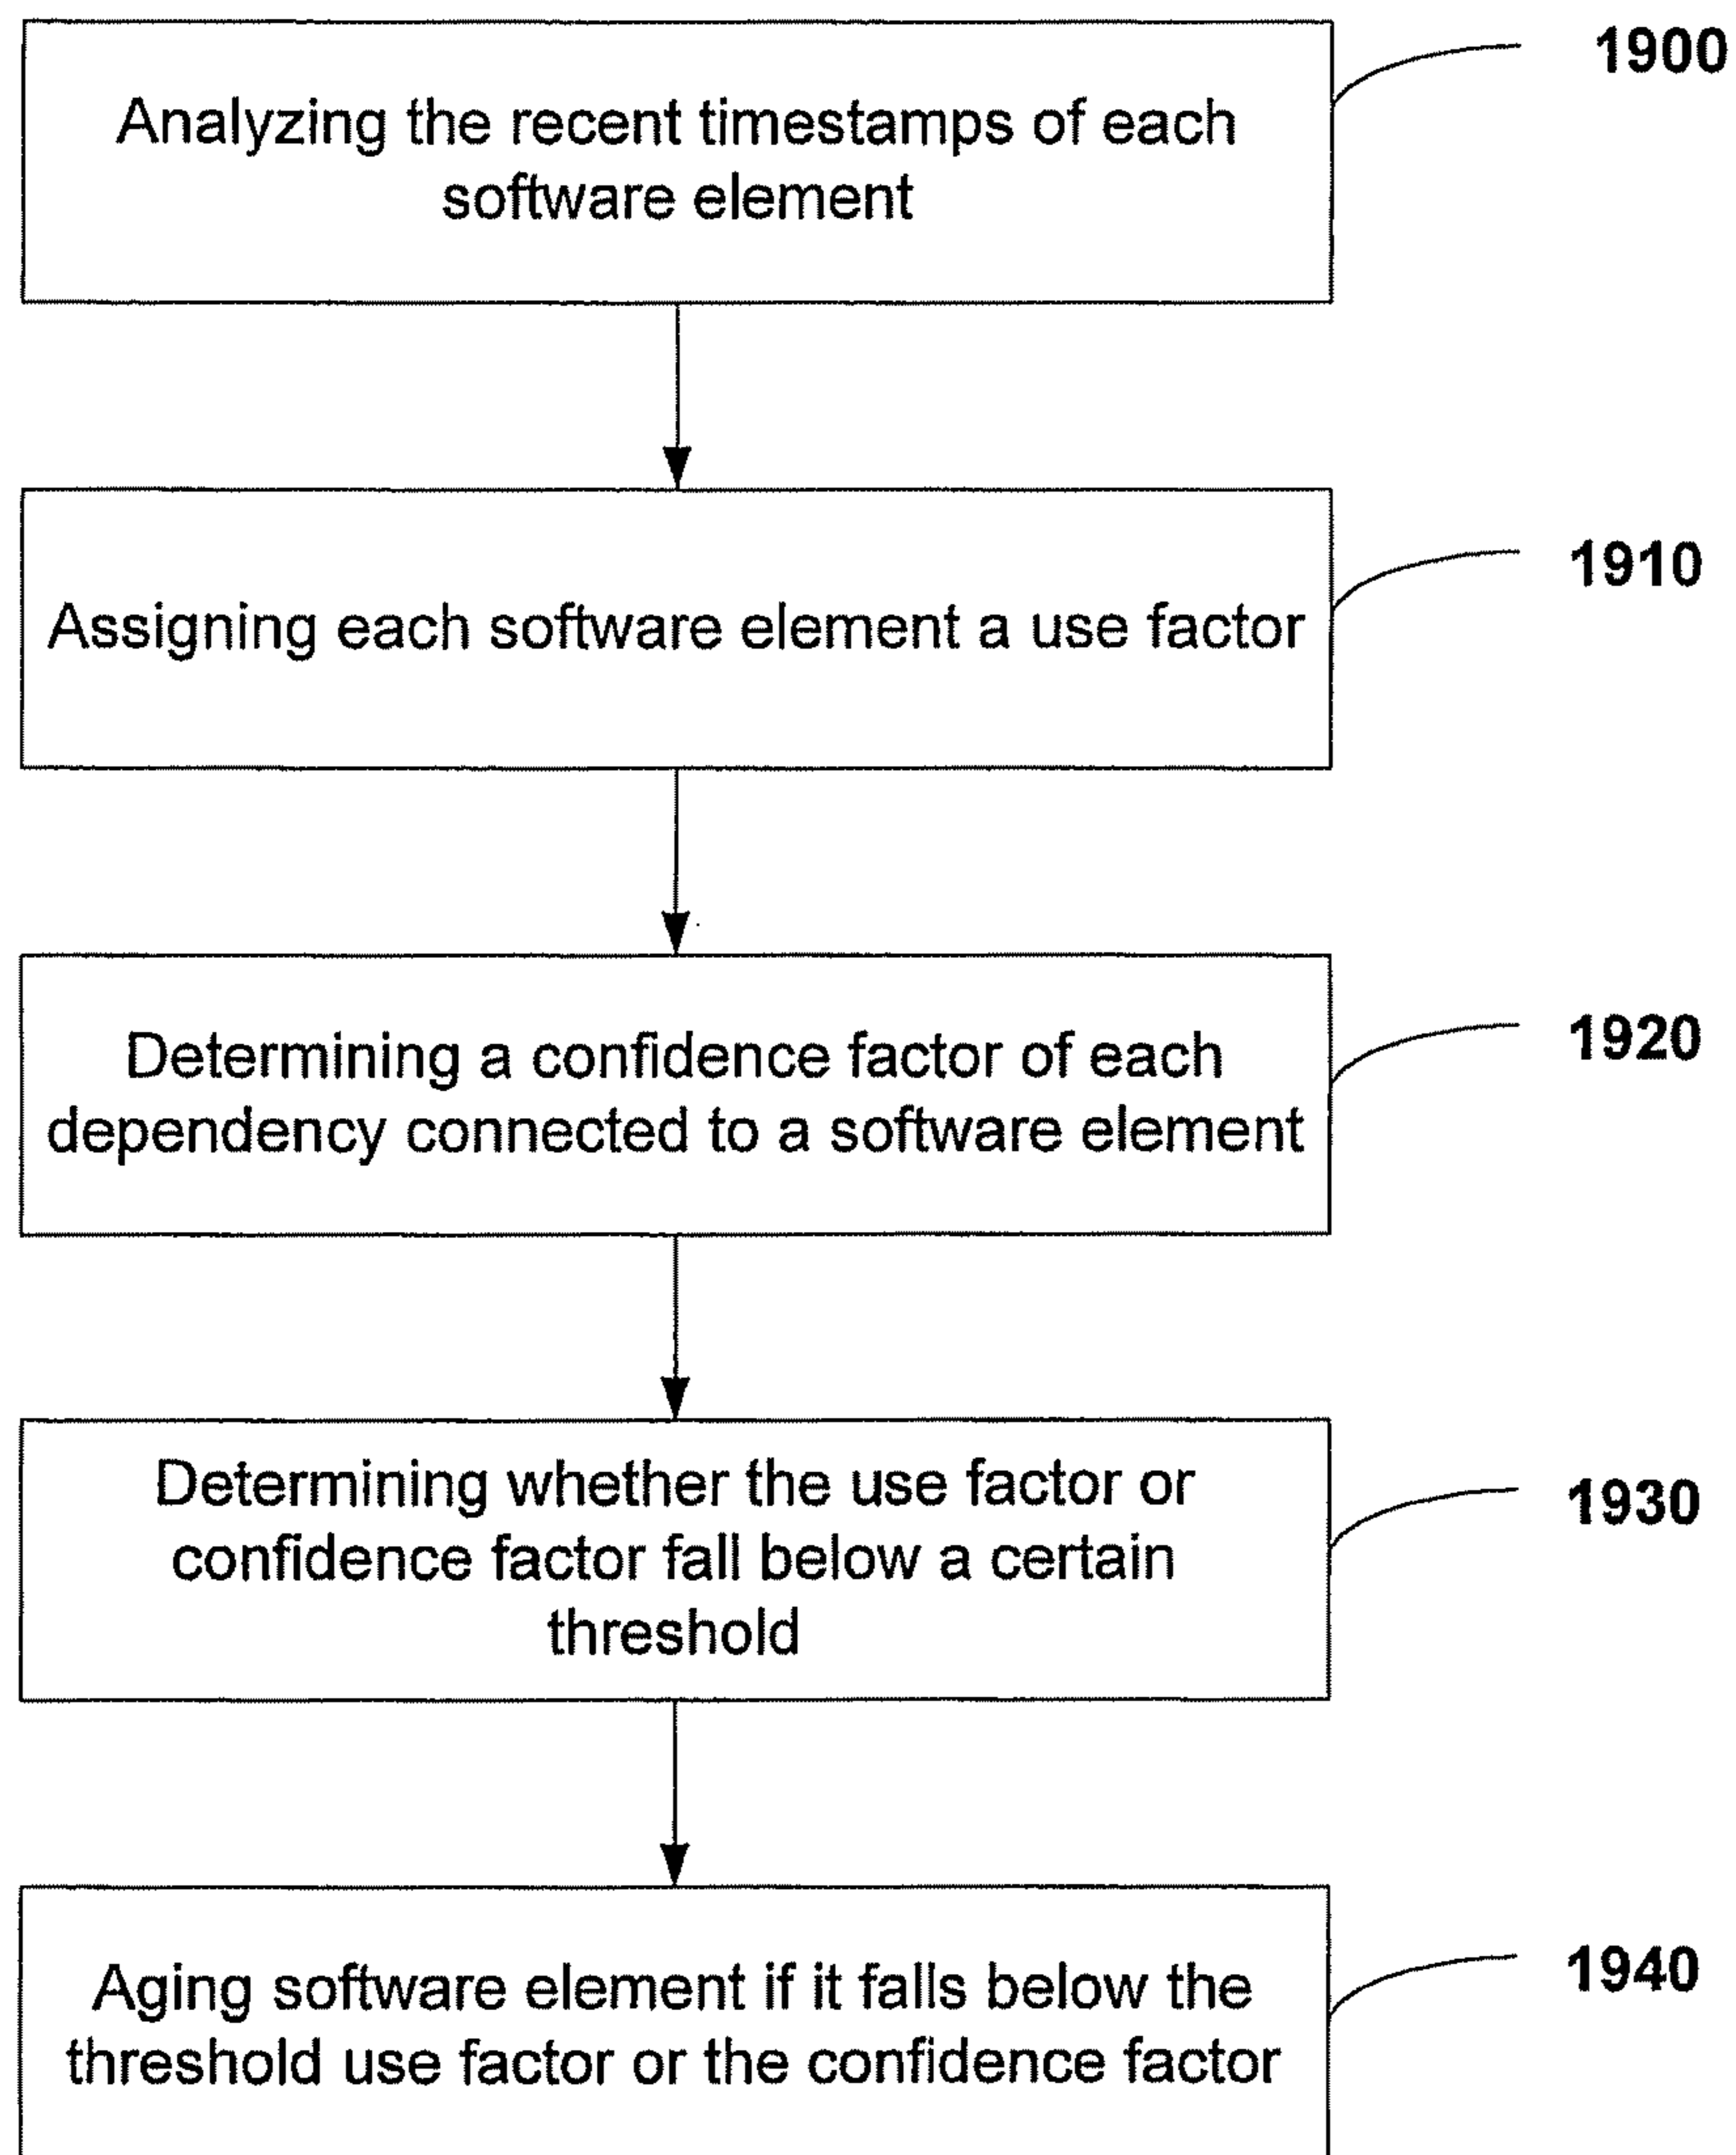 1900
Analyzing the recent timestamps of each
software element
1910
Assigning each software element a use factor
1920
Determining a confidence factor of each
dependency connected to a software element
1930
Determining whether the use factor or
confidence factor fall below a certain
threshold
1940
Aging software element if it falls below the
threshold use factor or the confidence factor